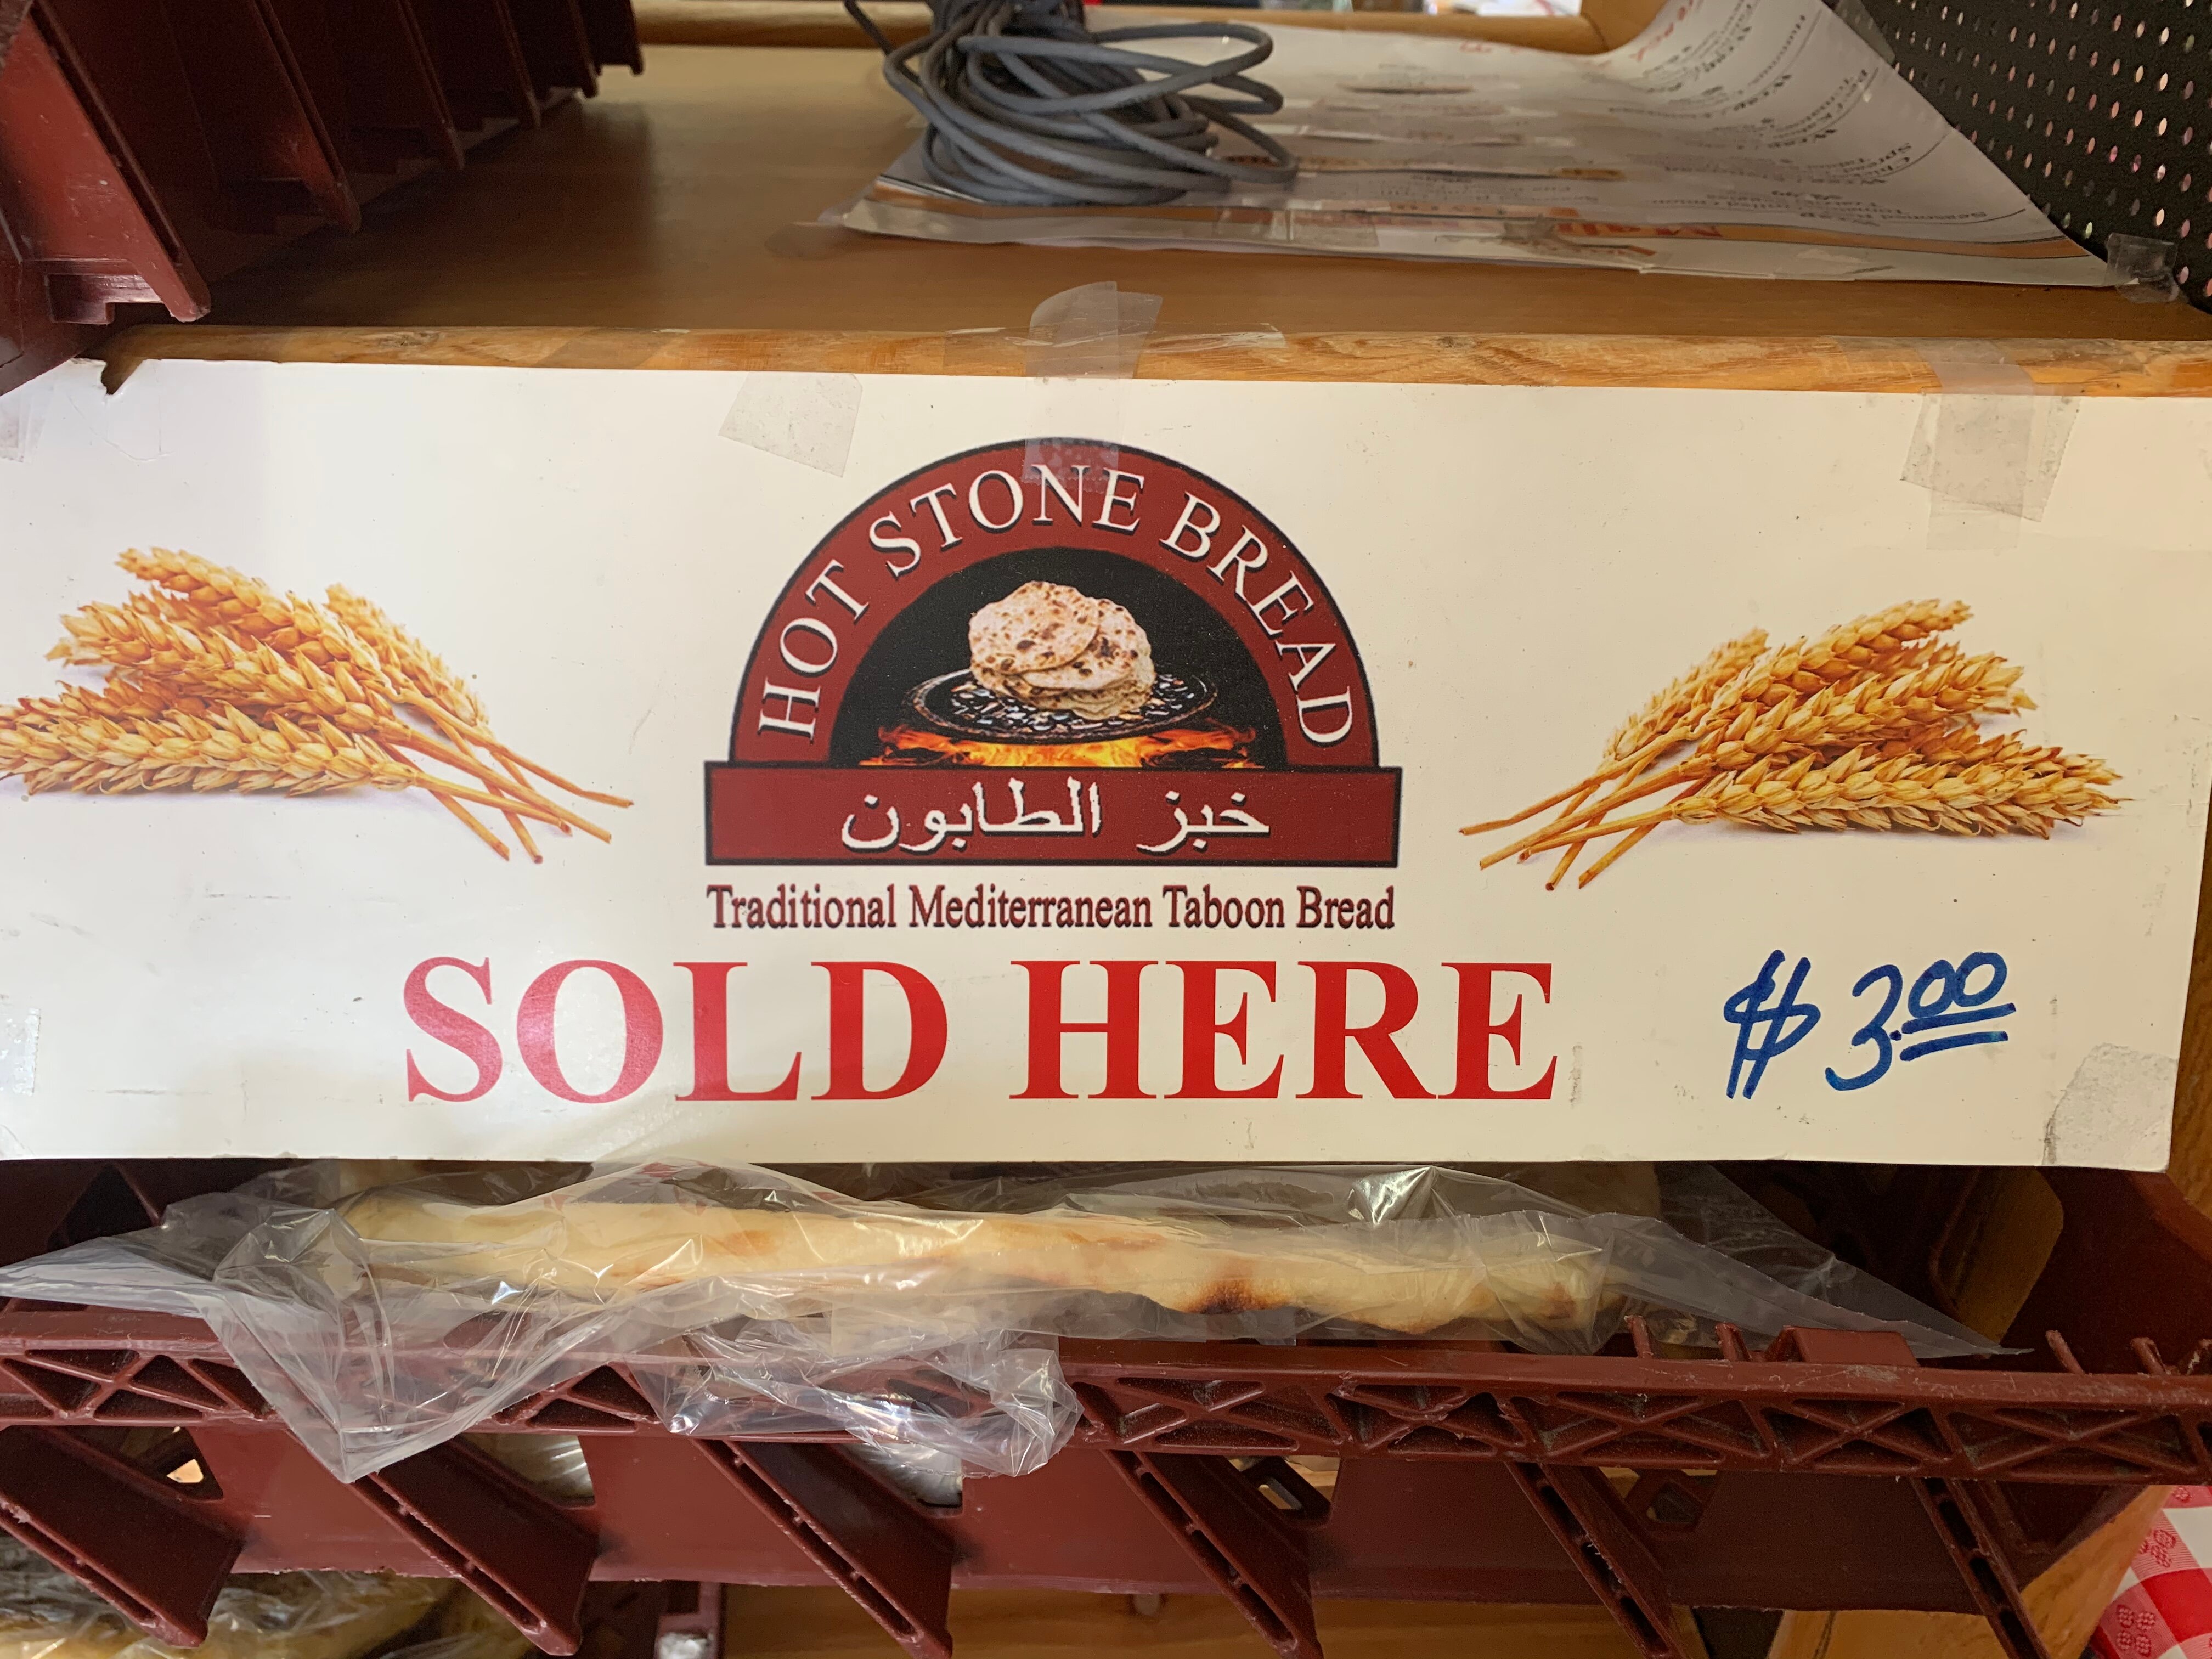 HOT STONE BREAD
خبز الطابون
Traditional Mediterranean Taboon Bread
SOLD HERE
$3.00